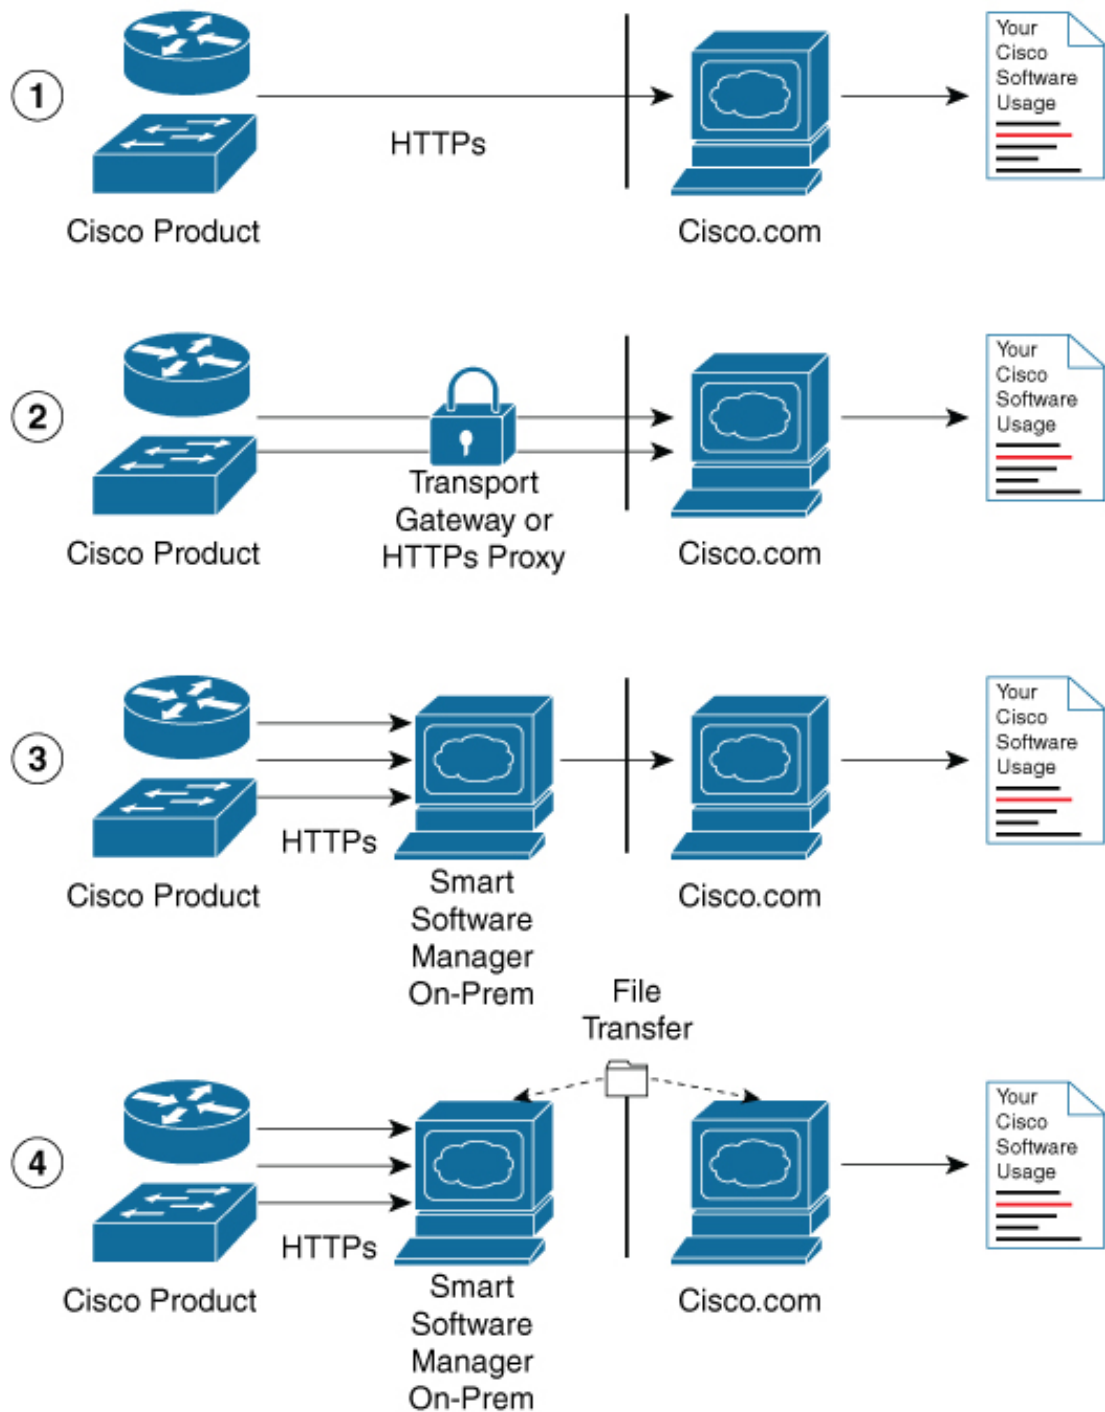 1
HTTPs
Cisco Product
Cisco.com
Your
Cisco
Software
Usage
2
Transport
Gateway or
HTTPs Proxy
Cisco Product
Cisco.com
Your
Cisco
Software
Usage
3
HTTPs
Cisco Product
Smart
Software
Manager
On-Prem
Cisco.com
Your
Cisco
Software
Usage
File
Transfer
4
HTTPs
Cisco Product
Smart
Software
Manager
On-Prem
Cisco.com
Your
Cisco
Software
Usage